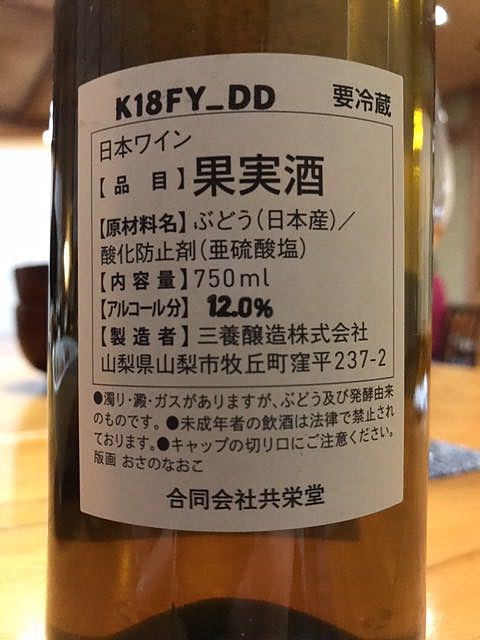 K18FY_DD 要冷蔵
日本ワイン
【品 目】果実酒
【原材料名】ぶどう(日本産)/
酸化防止剤(亜硫酸塩)
【内容量】750ml
【アルコール分】 12.0%
【製造者】三養醸造株式会社
山梨県山梨市牧丘町窪平237-2
●濁り・澱・ガスがありますが、ぶどう及び発酵由来
のものです。●未成年者の飲酒は法律で禁止され
ております。●キャップの切り口にご注意ください。
版画 おさのなおこ
合同会社共栄堂